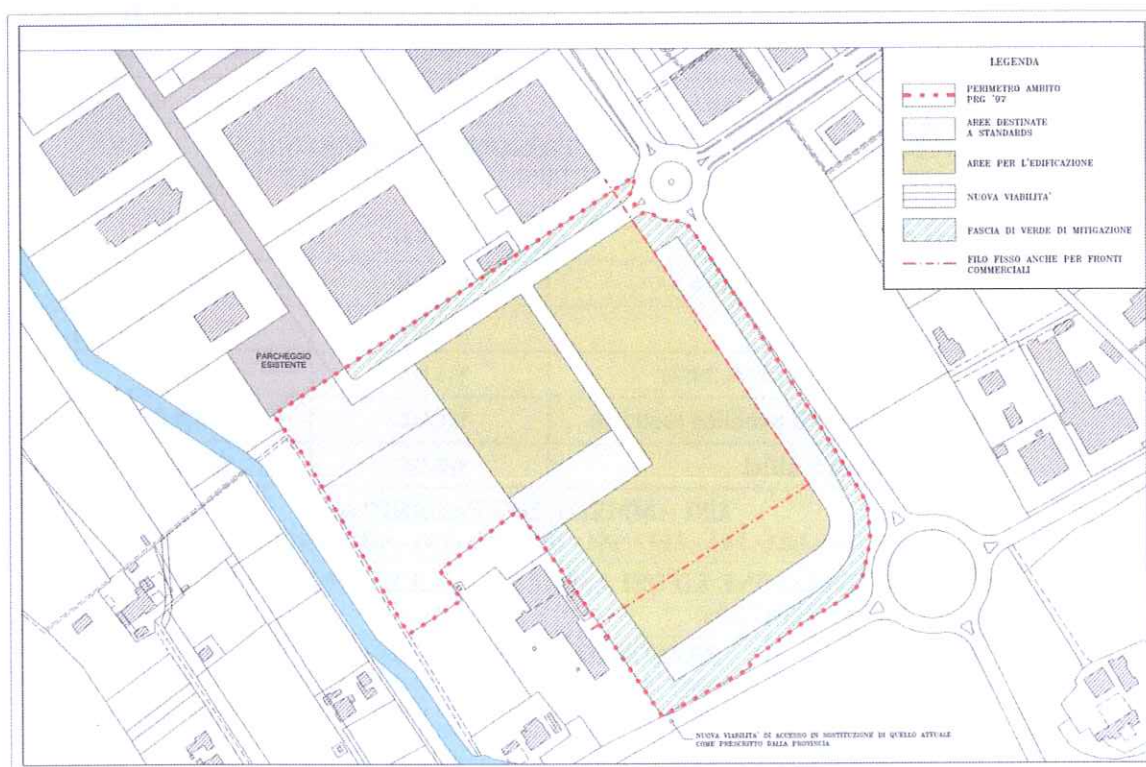 LEGENDA
PERIMETRO AMBITO
PRG '97
AREE DESTINATE
A STANDARDS
AREE PER L'EDIFICAZIONE
NUOVA VIABILITA'
FASCIA DI VERDE DI MITIGAZIONE
FILO FISSO ANCHE PER FRONTI
COMMERCIALI
PARCHEGGIO
ESISTENTE
NUOVA VIABILITA' DI ACCESSO IN SOSTITUZIONE DI QUELLO ATTUALE
COME PRESCRITTO DALLA PROVINCIA